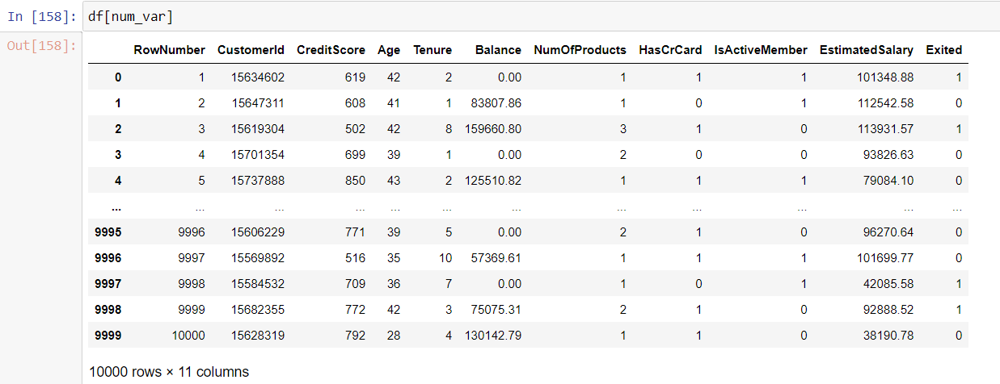 In [158]: df[num_var]
Out[158]:
RowNumber CustomerId CreditScore Age Tenure Balance NumOfProducts HasCrCard IsActiveMember EstimatedSalary Exited
0 1 15634602 619 42 2 0.00 1 1 1 101348.88 1
1 2 15647311 608 41 1 83807.86 1 0 1 112542.58 0
2 3 15619304 502 42 8 159660.80 3 1 0 113931.57 1
3 4 15701354 699 39 1 0.00 2 0 0 93826.63 0
4 5 15737888 850 43 2 125510.82 1 1 1 79084.10 0
... ... ... ... ... ... ... ... ... ... ... ...
9995 9996 15606229 771 39 5 0.00 2 1 0 96270.64 0
9996 9997 15569892 516 35 10 57369.61 1 1 1 101699.77 0
9997 9998 15584532 709 36 7 0.00 1 0 1 42085.58 1
9998 9999 15682355 772 42 3 75075.31 2 1 0 92888.52 1
9999 10000 15628319 792 28 4 130142.79 1 1 0 38190.78 0
10000 rows × 11 columns